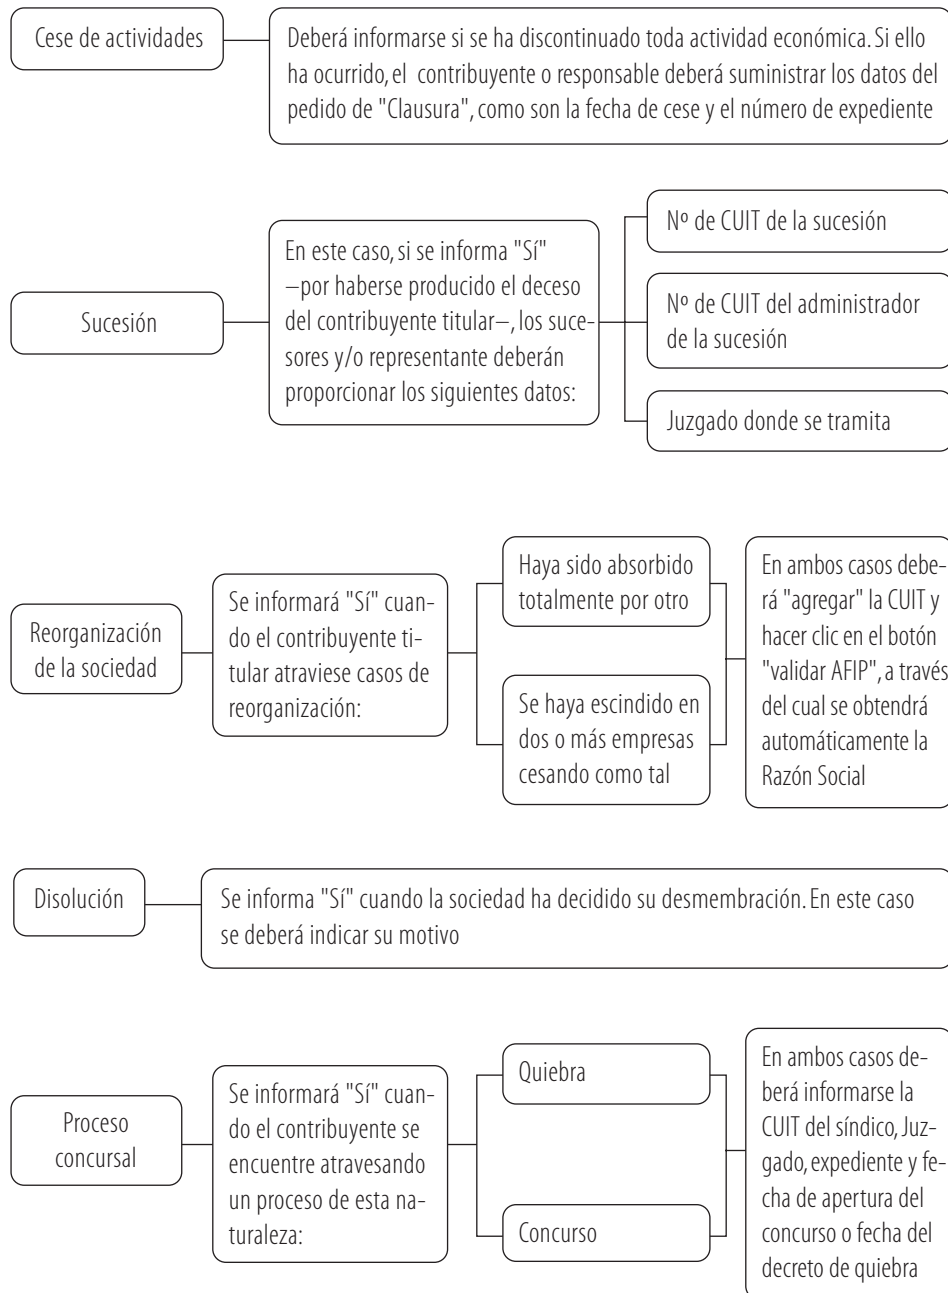 Cese de actividades
Deberá informarse si se ha discontinuado toda actividad económica. Si ello
ha ocurrido, el contribuyente o responsable deberá suministrar los datos del
pedido de "Clausura", como son la fecha de cese y el número de expediente
Sucesión
En este caso, si se informa "Sí"
–por haberse producido el deceso
del contribuyente titular–, los suce-
sores y/o representante deberán
proporcionar los siguientes datos:
Nº de CUIT de la sucesión
Nº de CUIT del administrador
de la sucesión
Juzgado donde se tramita
Reorganización
de la sociedad
Se informará "Sí" cuan-
do el contribuyente ti-
tular atraviese casos de
reorganización:
Haya sido absorbido
totalmente por otro
Se haya escindido en
dos o más empresas
cesando como tal
En ambos casos debe-
rá "agregar" la CUIT y
hacer clic en el botón
"validar AFIP", a través
del cual se obtendrá
automáticamente la
Razón Social
Disolución
Se informa "Sí" cuando la sociedad ha decidido su desmembración. En este caso
se deberá indicar su motivo
Proceso
concursal
Se informará "Sí" cuan-
do el contribuyente se
encuentre atravesando
un proceso de esta na-
turaleza:
Quiebra
Concurso
En ambos casos de-
berá informarse la
CUIT del síndico, Juz-
gado, expediente y fe-
cha de apertura del
concurso o fecha del
decreto de quiebra